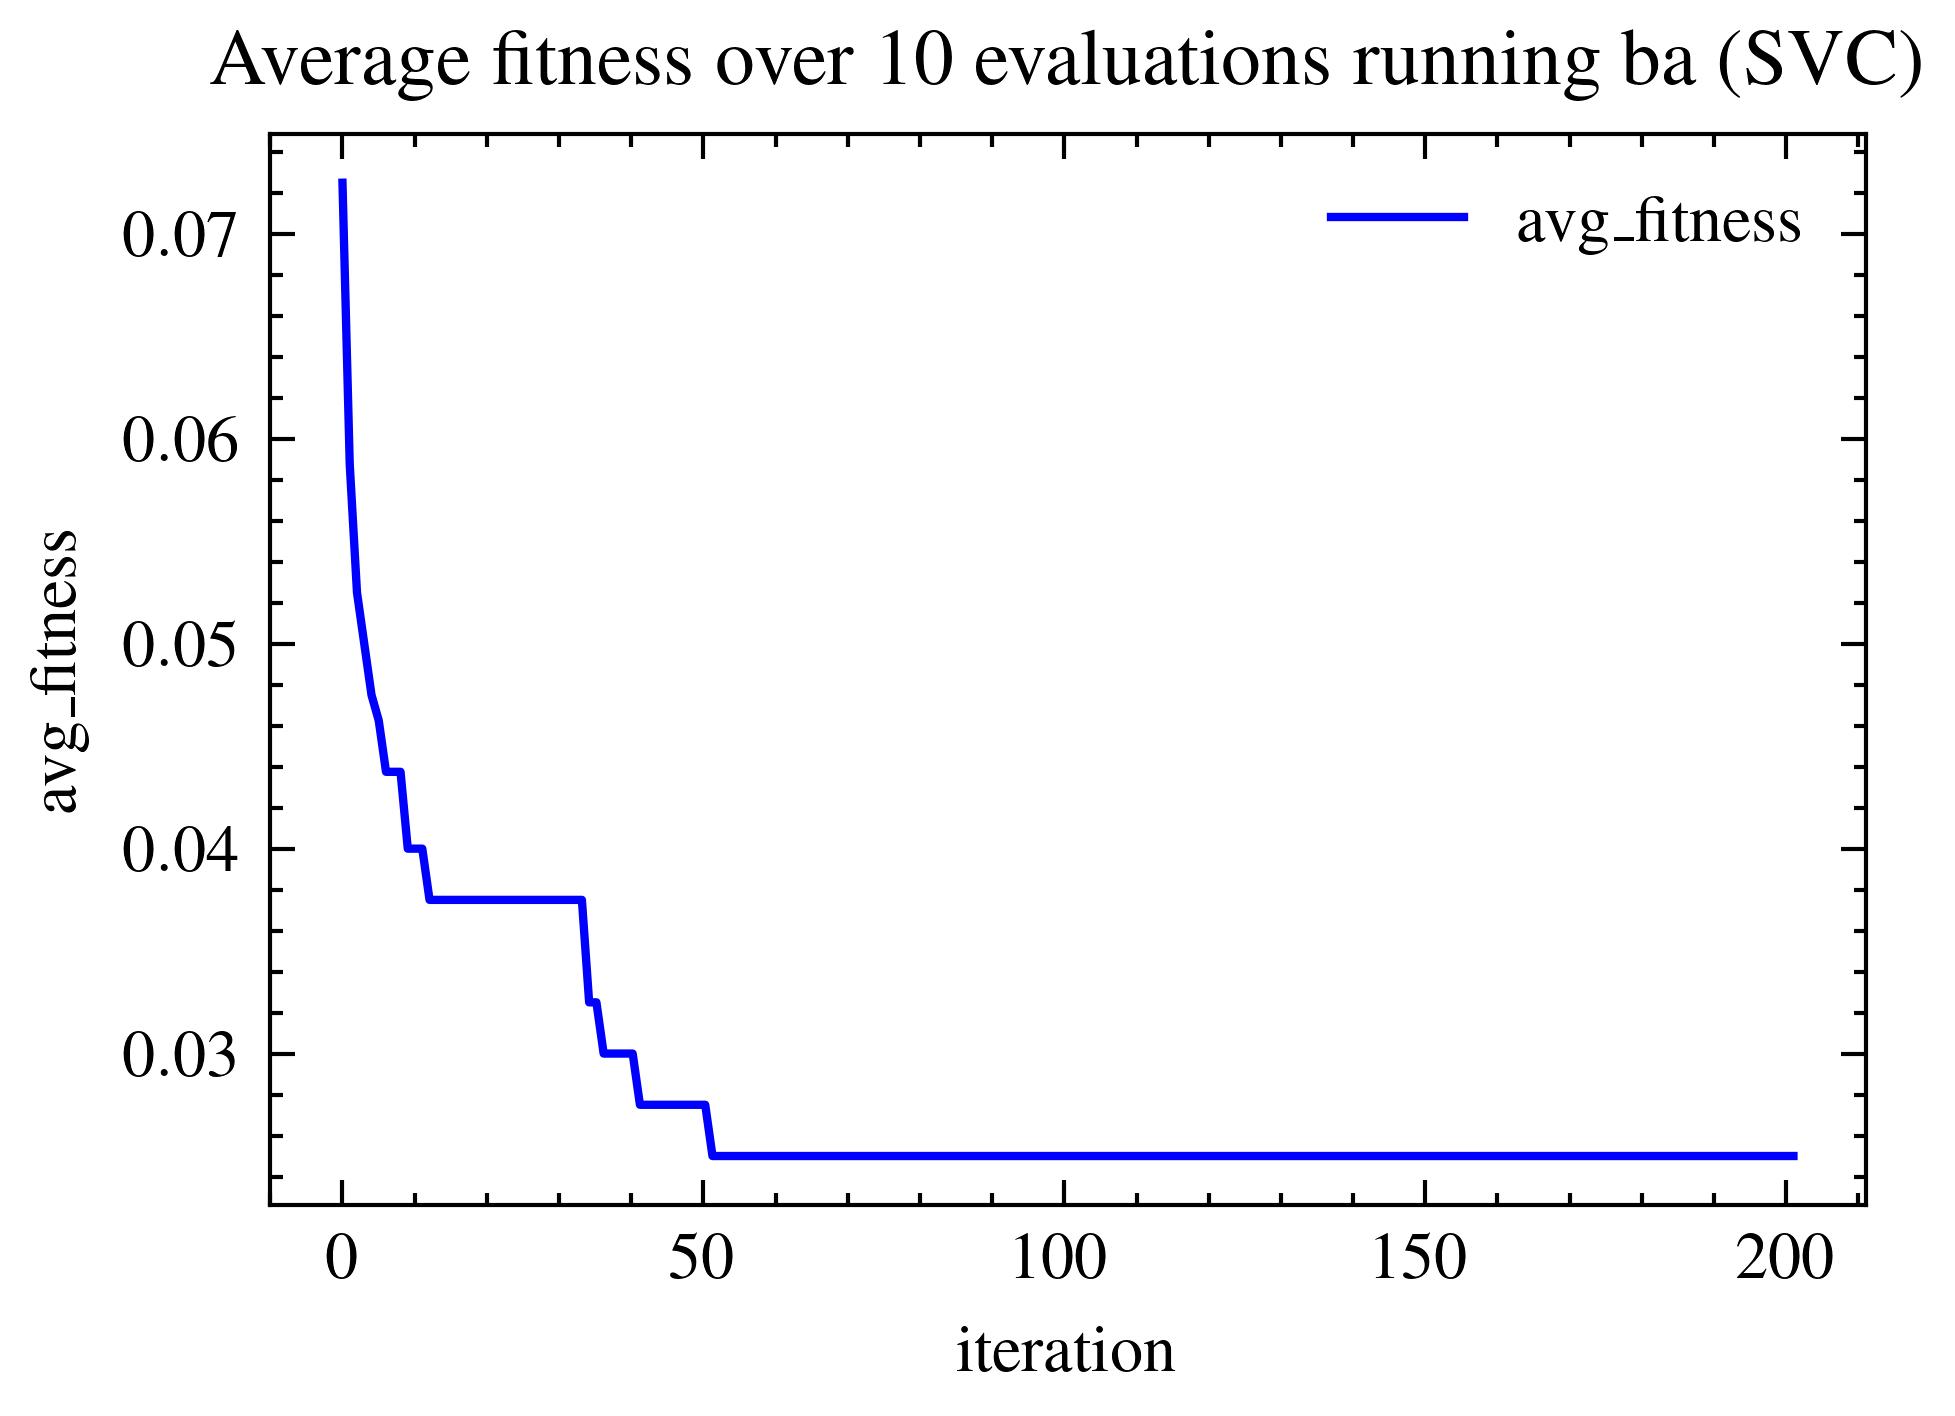 Average fitness over 10 evaluations running ba (SVC)
avg_fitness
0.07
0.06
0.05
0.04
0.03
avg_fitness
0 50 100 150 200
iteration